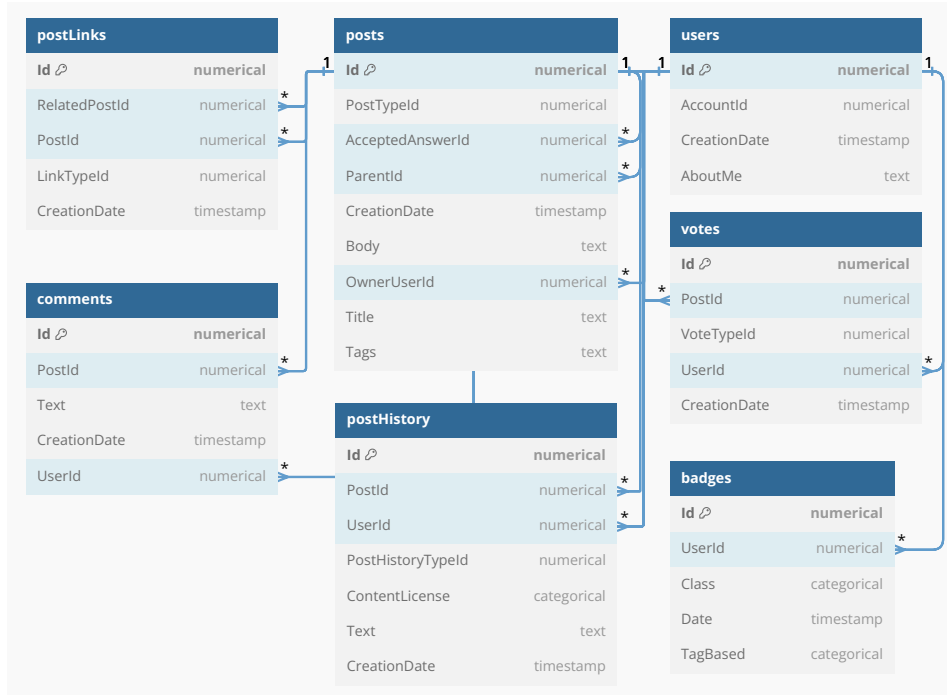 postLinks
Id numerical
RelatedPostId numerical *
PostId numerical *
LinkTypeId numerical
CreationDate timestamp
comments
Id numerical
PostId numerical *
Text text
CreationDate timestamp
UserId numerical *
1 posts 1
Id numerical
PostTypeId numerical
AcceptedAnswerId numerical *
ParentId numerical *
CreationDate timestamp
Body text
OwnerUserId numerical *
Title text
Tags text
postHistory
Id numerical
PostId numerical *
UserId numerical *
PostHistoryTypeId numerical
ContentLicense categorical
Text text
CreationDate timestamp
1 users 1
Id numerical
AccountId numerical
CreationDate timestamp
AboutMe text
votes
Id numerical
* PostId numerical
VoteTypeId numerical
UserId numerical *
CreationDate timestamp
badges
Id numerical
UserId numerical *
Class categorical
Date timestamp
TagBased categorical